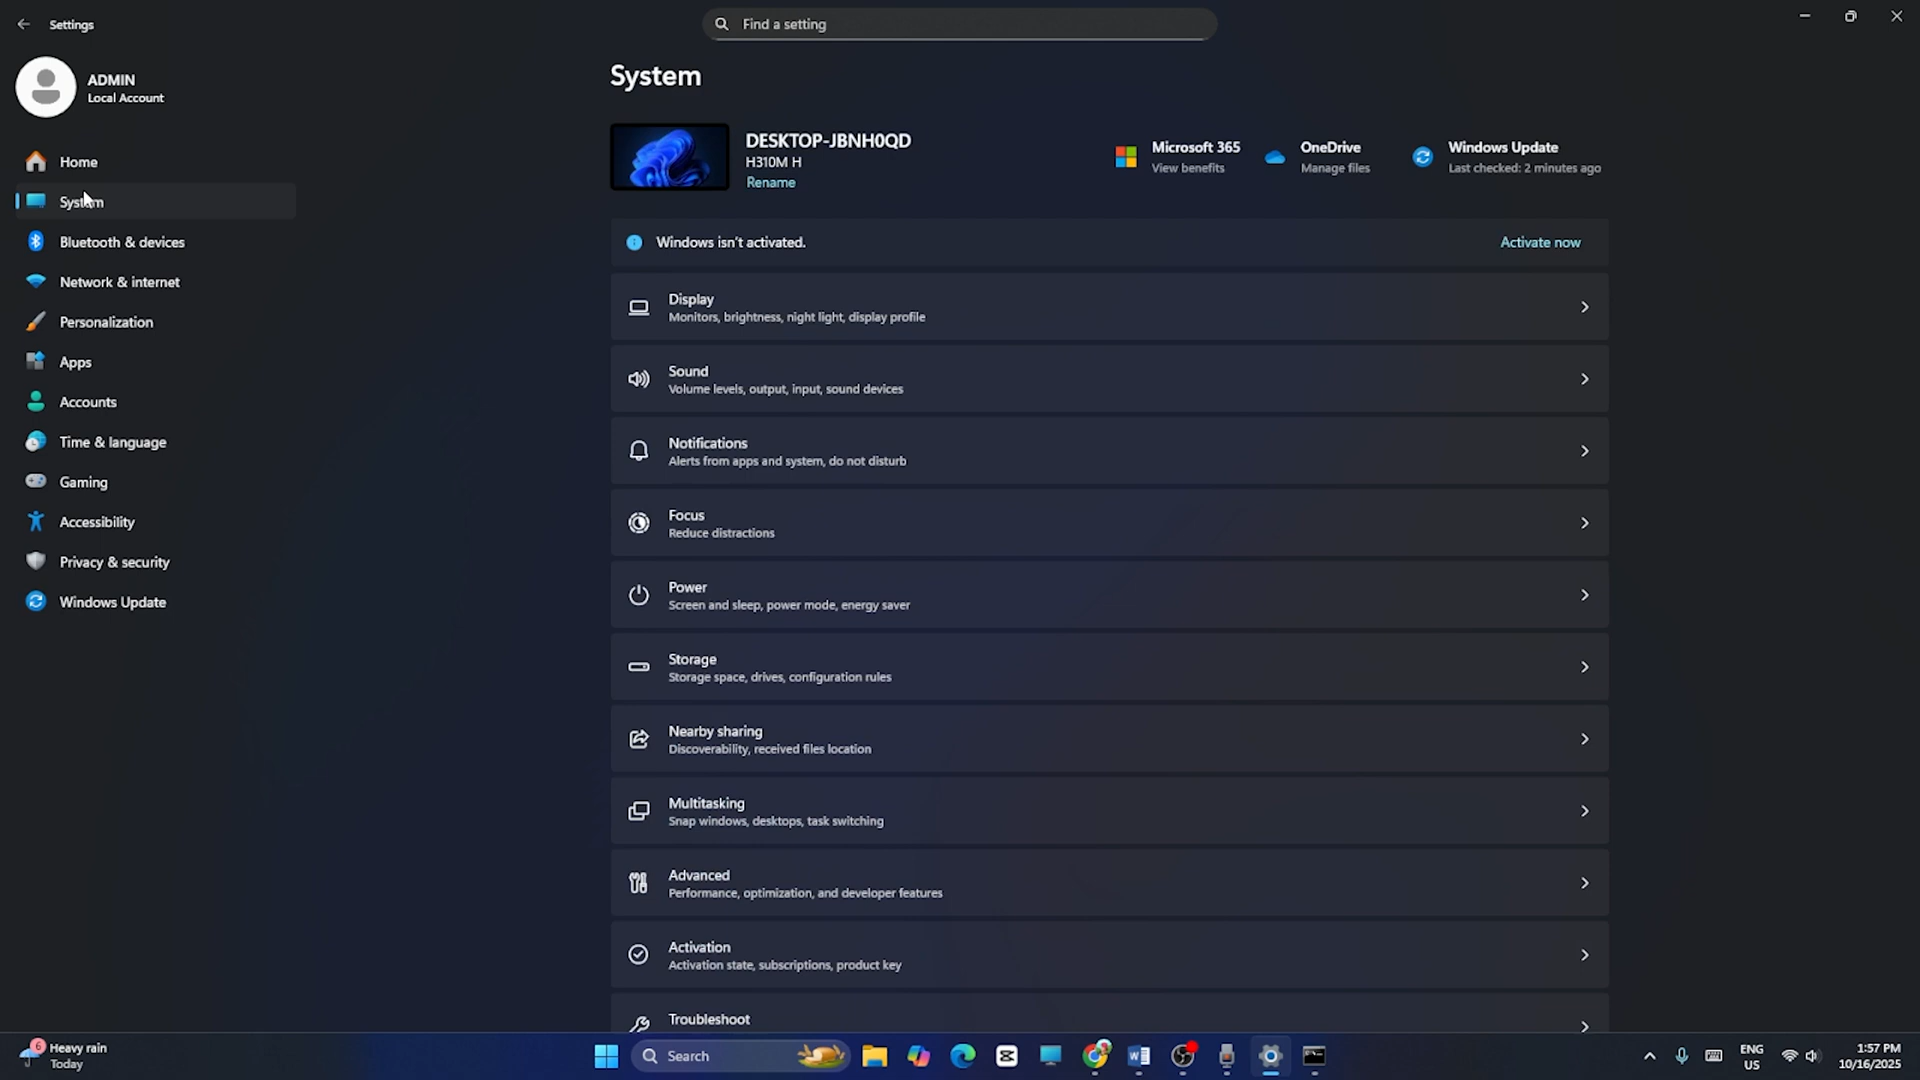 Settings
Find a setting
ADMIN
Local Account
Home
System
Bluetooth & devices
Network & internet
Personalization
Apps
Accounts
Time & language
Gaming
Accessibility
Privacy & security
Windows Update
System
DESKTOP-JBNH0QD
H310M H
Rename
Microsoft 365
View benefits
OneDrive
Manage files
Windows Update
Last checked: 2 minutes ago
Windows isn't activated.
Activate now
Display
Monitors, brightness, night light, display profile
Sound
Volume levels, output, input, sound devices
Notifications
Alerts from apps and system, do not disturb
Focus
Reduce distractions
Power
Screen and sleep, power mode, energy saver
Storage
Storage space, drives, configuration rules
Nearby sharing
Discoverability, received files location
Multitasking
Snap windows, desktops, task switching
Advanced
Performance, optimization, and developer features
Activation
Activation state, subscriptions, product key
Troubleshoot
6
Heavy rain
Today
Search
ENG
US
1:57 PM
10/16/2025